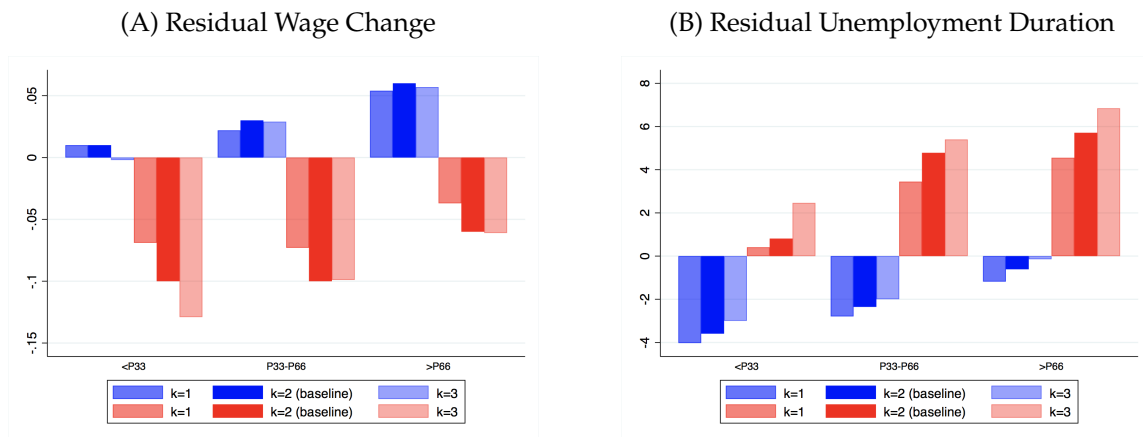 (A) Residual Wage Change
.05
0
-.05
-.1
-.15
<P33
P33-P66
>P66
k=1
k=2 (baseline)
k=3
k=1
k=2 (baseline)
k=3
(B) Residual Unemployment Duration
8
6
4
2
0
-2
-4
<P33
P33-P66
>P66
k=1
k=2 (baseline)
k=3
k=1
k=2 (baseline)
k=3